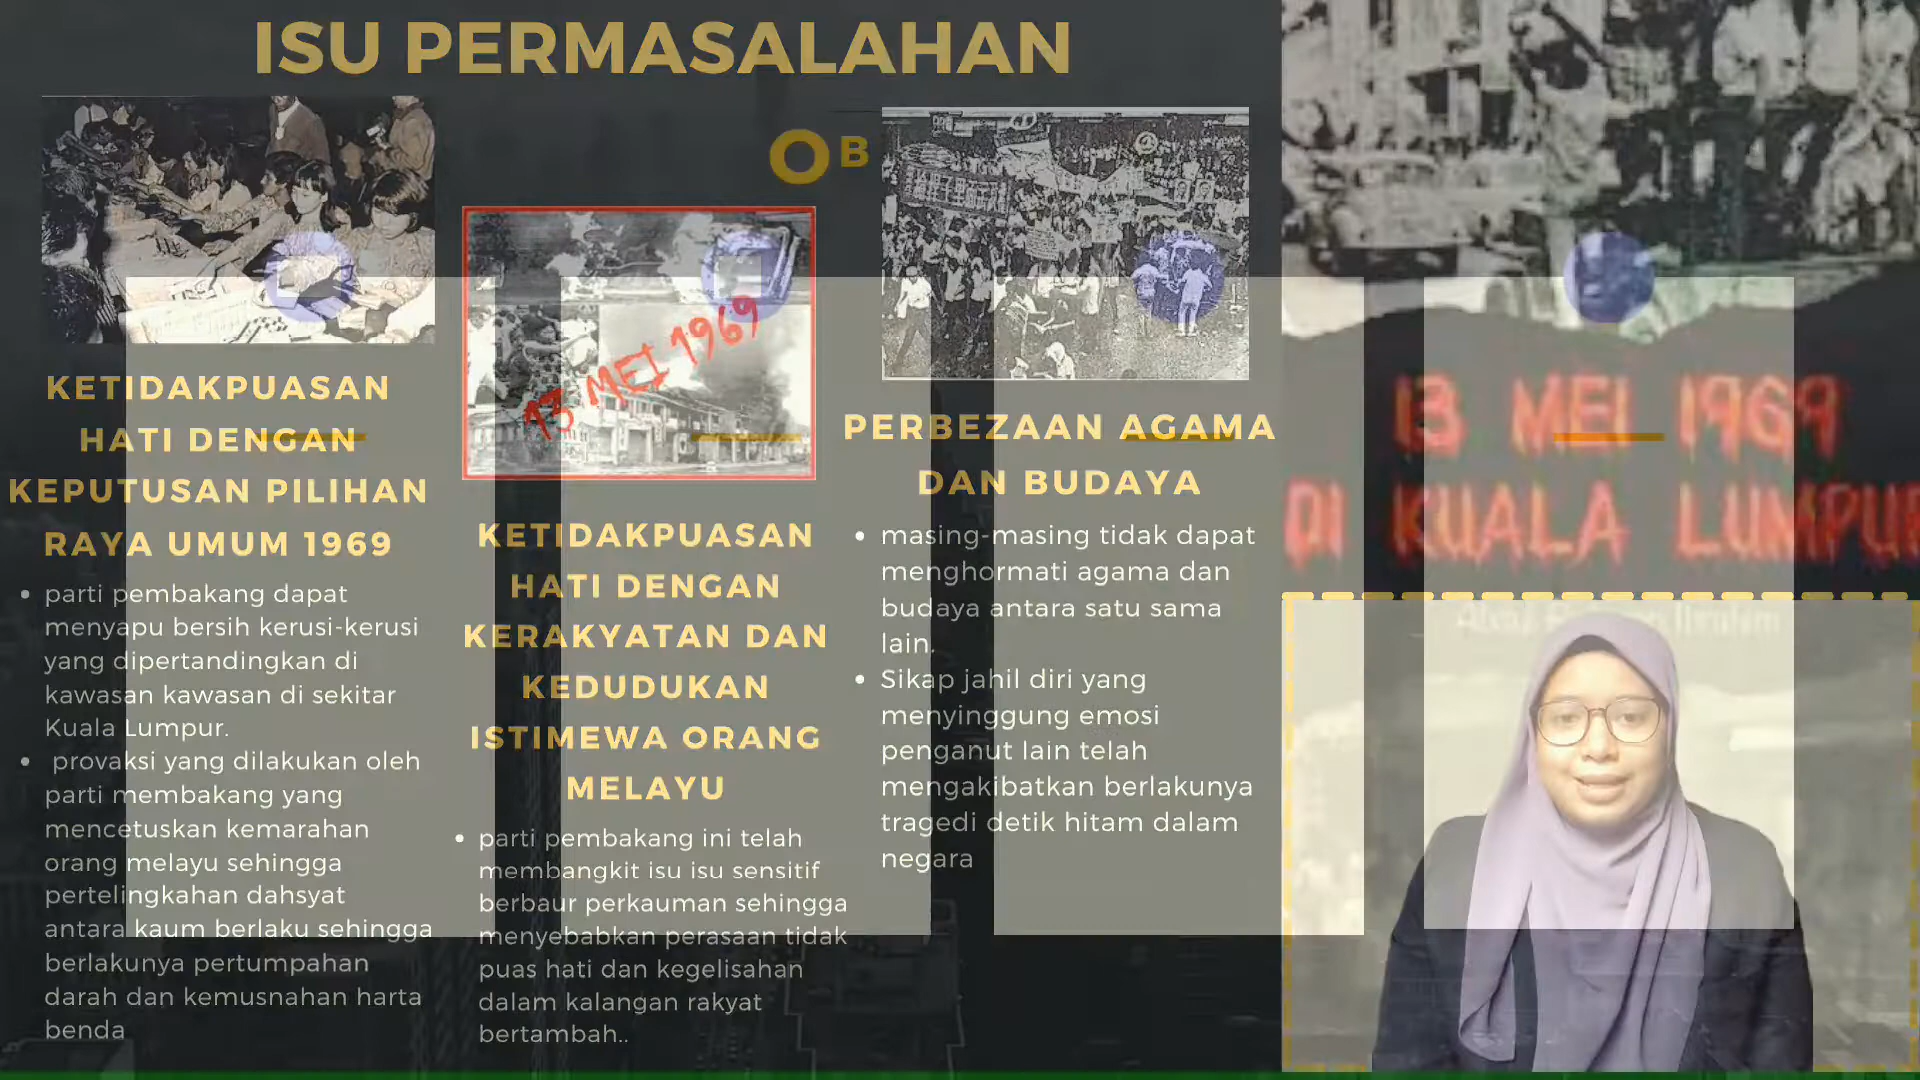 ISU PERMASALAHAN
O B
KETIDAKPUASAN
HATI DENGAN
KEPUTUSAN PILIHAN
RAYA UMUM 1969
parti pembakang dapat
menyapu bersih kerusi-kerusi
yang dipertandingkan di
kawasan kawasan di sekitar
Kuala Lumpur.
provaksi yang dilakukan oleh
parti membakang yang
mencetuskan kemarahan
orang melayu sehingga
pertelingkahan dahsyat
antara kaum berlaku sehingga
berlakunya pertumpahan
darah dan kemusnahan harta
benda
13 MEI 1969
KETIDAKPUASAN
HATI DENGAN
KERAKYATAN DAN
KEDUDUKAN
ISTIMEWA ORANG
MELAYU
parti pembakang ini telah
membangkit isu isu sensitif
berbaur perkauman sehingga
menyebabkan perasaan tidak
puas hati dan kegelisahan
dalam kalangan rakyat
bertambah..
PERBEZAAN AGAMA
DAN BUDAYA
masing-masing tidak dapat
menghormati agama dan
budaya antara satu sama
lain.
Sikap jahil diri yang
menyinggung emosi
penganut lain telah
mengakibatkan berlakunya
tragedi detik hitam dalam
negara
13 MEI 1969
DI KUALA LUMPUR